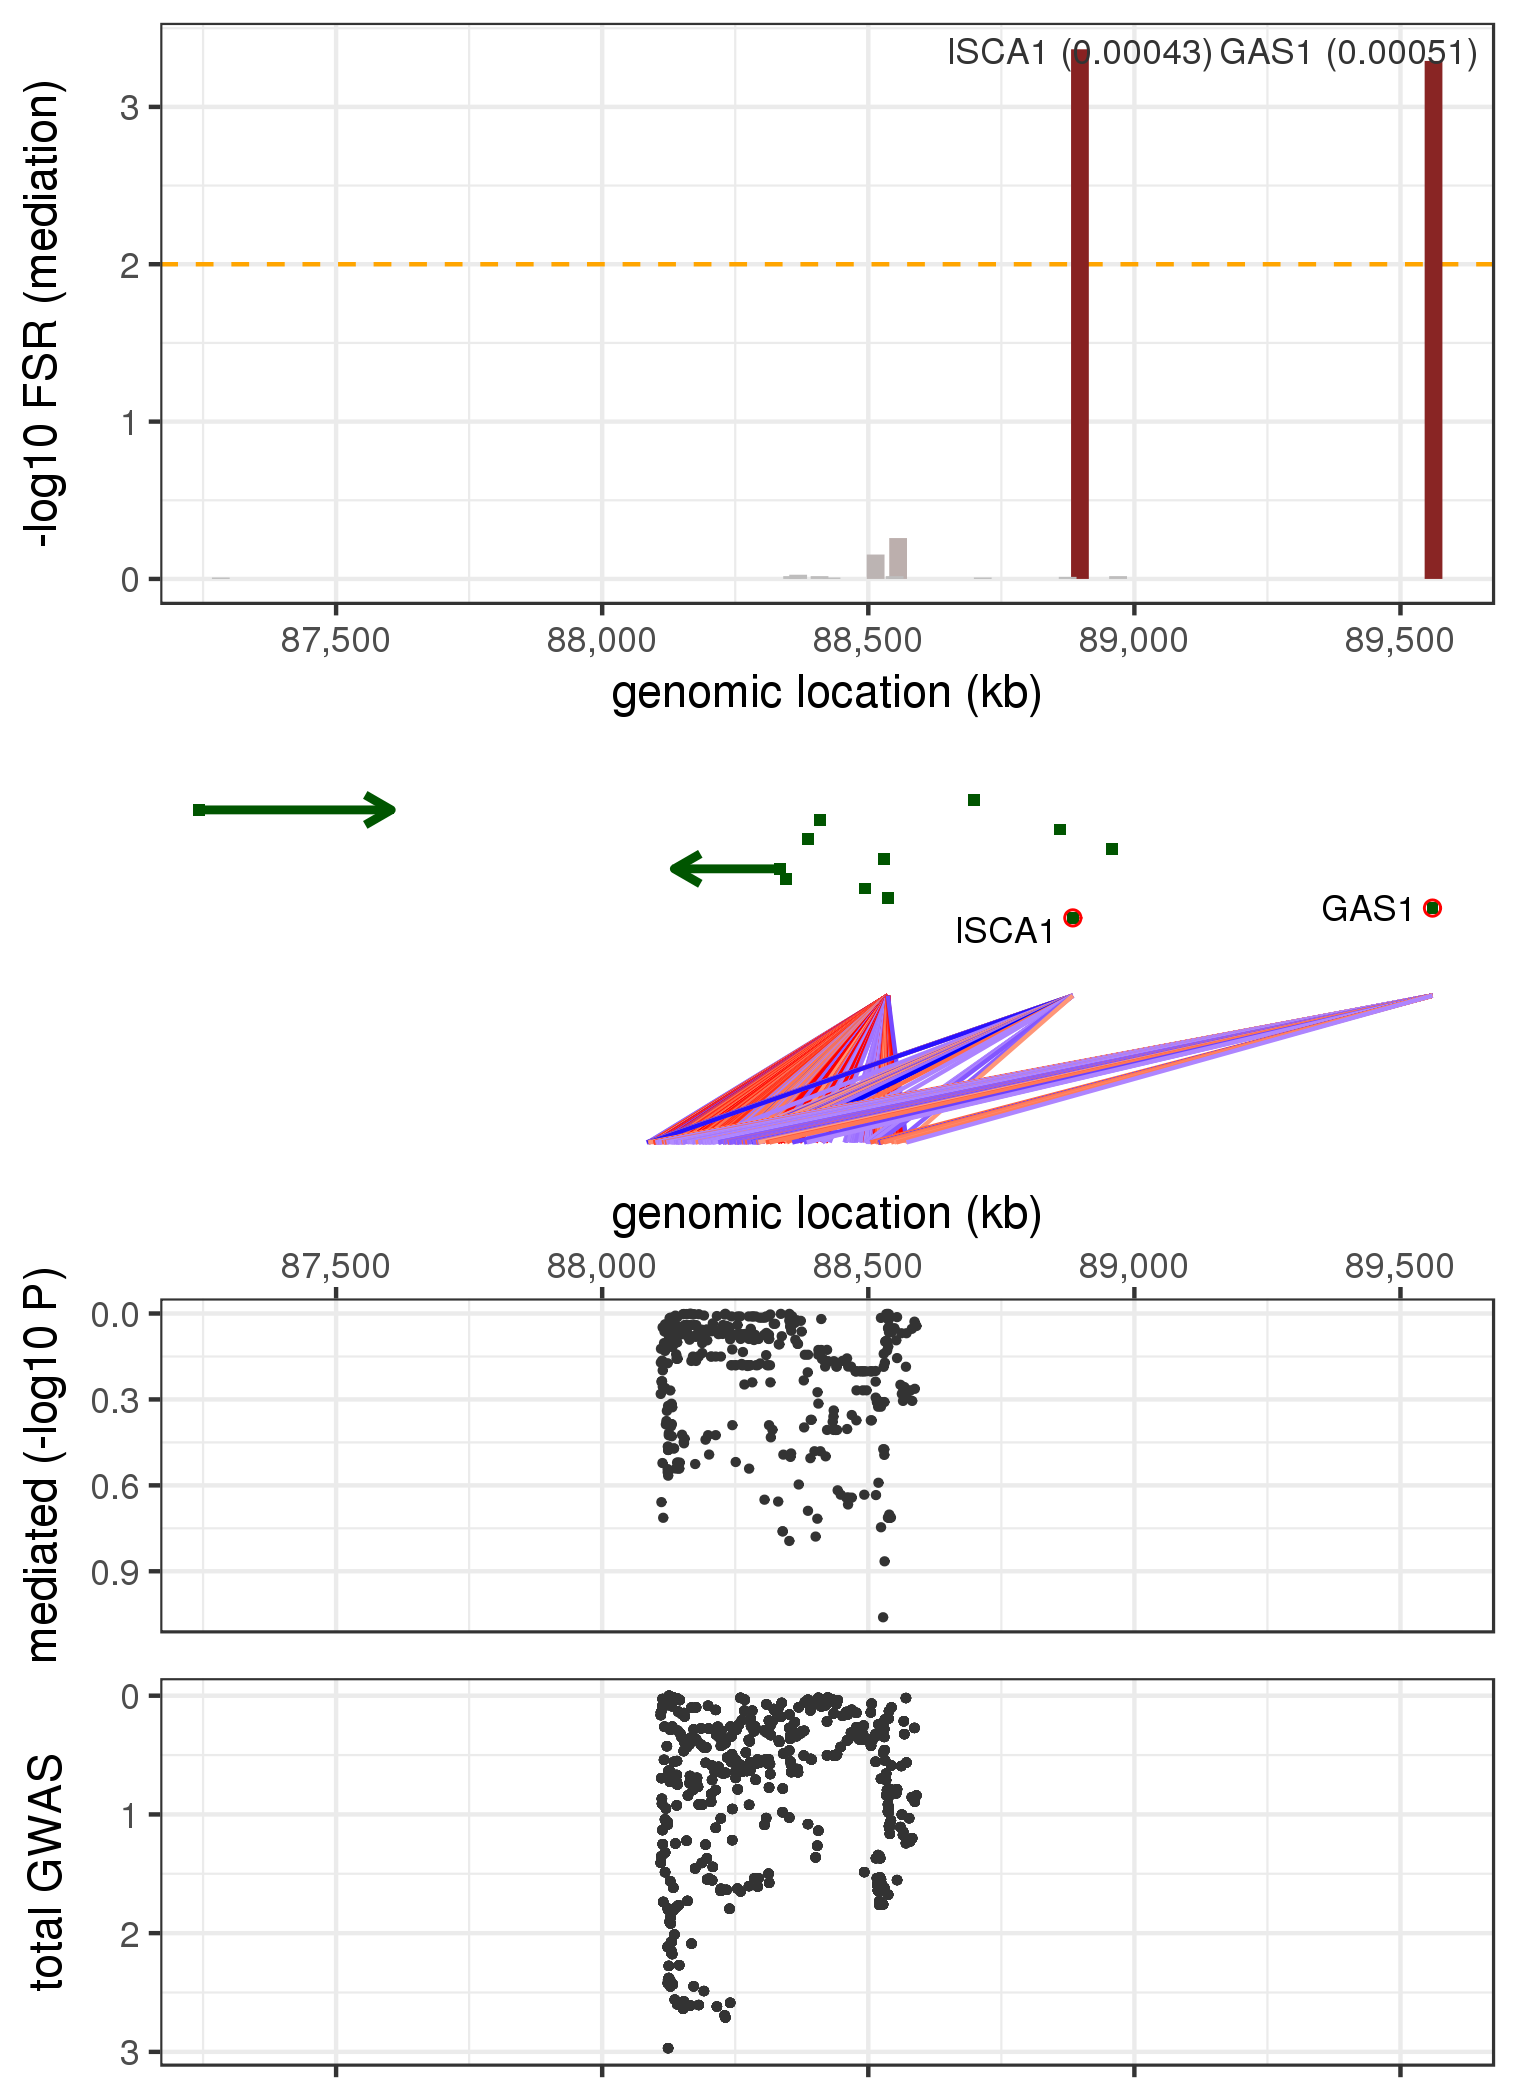 ISCA1 (0.00043) GAS1 (0.00051)
-log10 FSR (mediation)
3
2
1
0
87,500 88,000 88,500 89,000 89,500
genomic location (kb)
ISCA1
GAS1
genomic location (kb)
87,500 88,000 88,500 89,000 89,500
mediated (-log10 P)
0.0
0.3
0.6
0.9
total GWAS
0
1
2
3